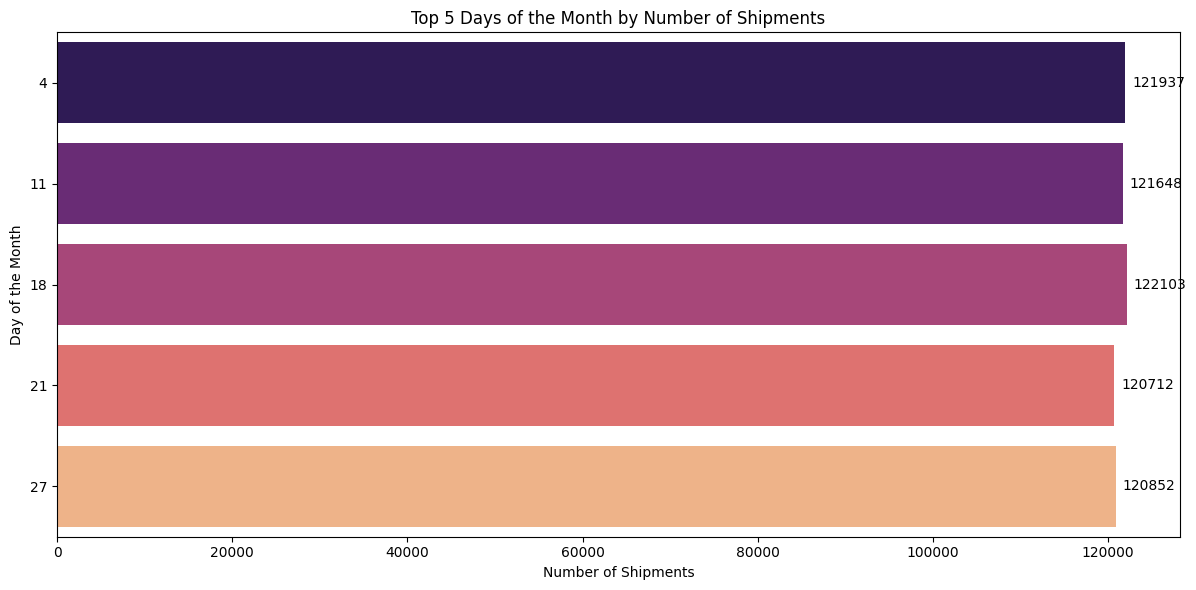 Top 5 Days of the Month by Number of Shipments
Day of the Month
4
121937
11
121648
18
122103
21
120712
27
120852
0 20000 40000 60000 80000 100000 120000
Number of Shipments